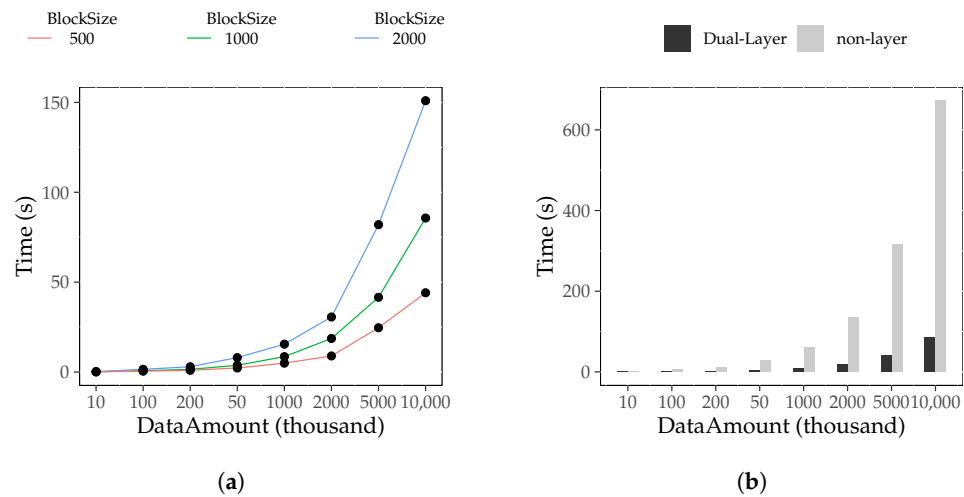 BlockSize BlockSize BlockSize
500 1000 2000
Time (s)
150
100
50
0
10 100 200 50 1000 2000 5000 10,000
DataAmount (thousand)
(a)
Dual-Layer non-layer
Time (s)
600
400
200
0
10 100 200 50 1000 2000 5000 10,000
DataAmount (thousand)
(b)